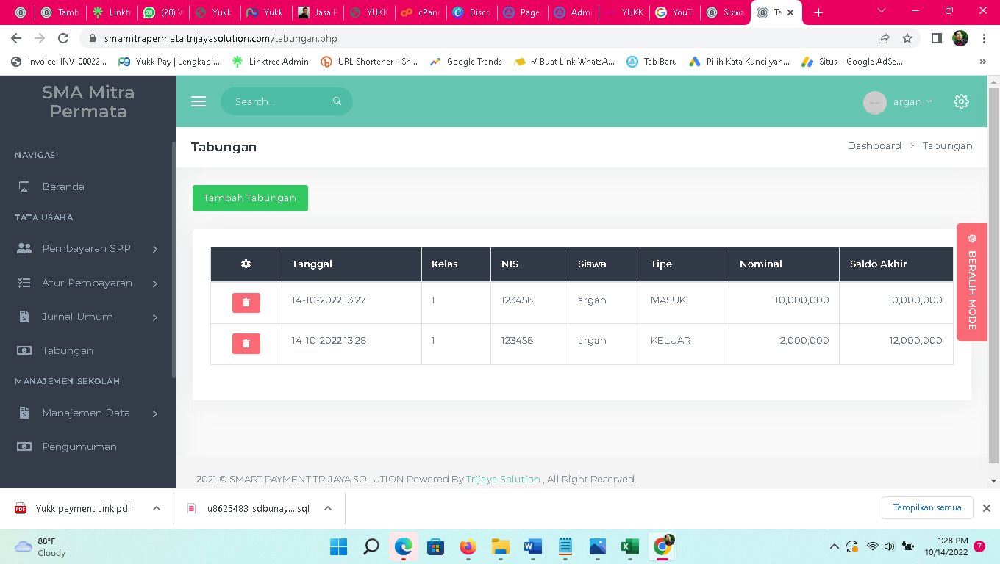 Tamb
Linktr
28
(28) V
Yukk
Yukk
Jasa P
YUKK
cPane
Disco
Page
Admi
YUKK
YouTu
Siswa
Ta
smamitrapermata.trijayasolution.com/tabungan.php
Invoice: INV-00022...
Yukk Pay | Lengkapi...
Linktree Admin
URL Shortener - Sh...
Google Trends
√ Buat Link WhatsA...
Tab Baru
Pilih Kata Kunci yan...
Situs – Google AdSe...
»
SMA Mitra
Permata
Search...
argan
NAVIGASI
Beranda
TATA USAHA
Pembayaran SPP
Atur Pembayaran
Jurnal Umum
Tabungan
MANAJEMEN SEKOLAH
Manajemen Data
Pengumuman
Tabungan
Dashboard > Tabungan
Tambah Tabungan
Tanggal Kelas NIS Siswa Tipe Nominal Saldo Akhir
14-10-2022 13:27 1 123456 argan MASUK 10,000,000 10,000,000
14-10-2022 13:28 1 123456 argan KELUAR 2,000,000 12,000,000
BERALIH MODE
2021 © SMART PAYMENT TRIJAYA SOLUTION Powered By Trijaya Solution , All Right Reserved.
PDF
Yukk payment Link.pdf
u8625483_sdbunay....sql
Tampilkan semua
88°F
Cloudy
1:28 PM
10/14/2022
7